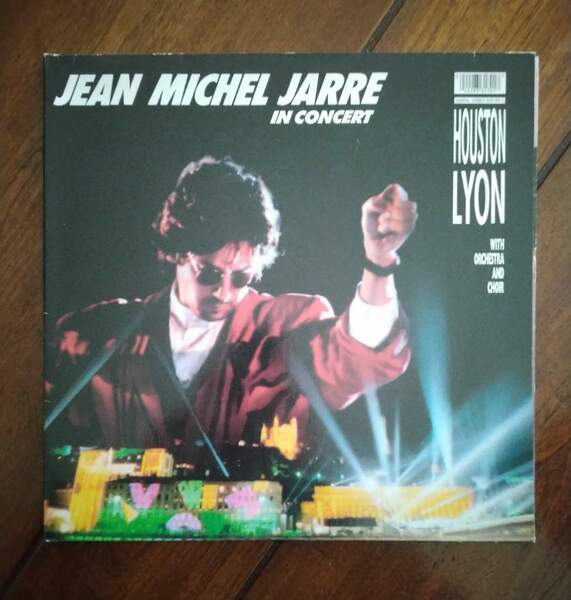 JEAN MICHEL JARRE
IN CONCERT
HOUSTON
LYON
WITH
ORCHESTRA
AND
CHOIR